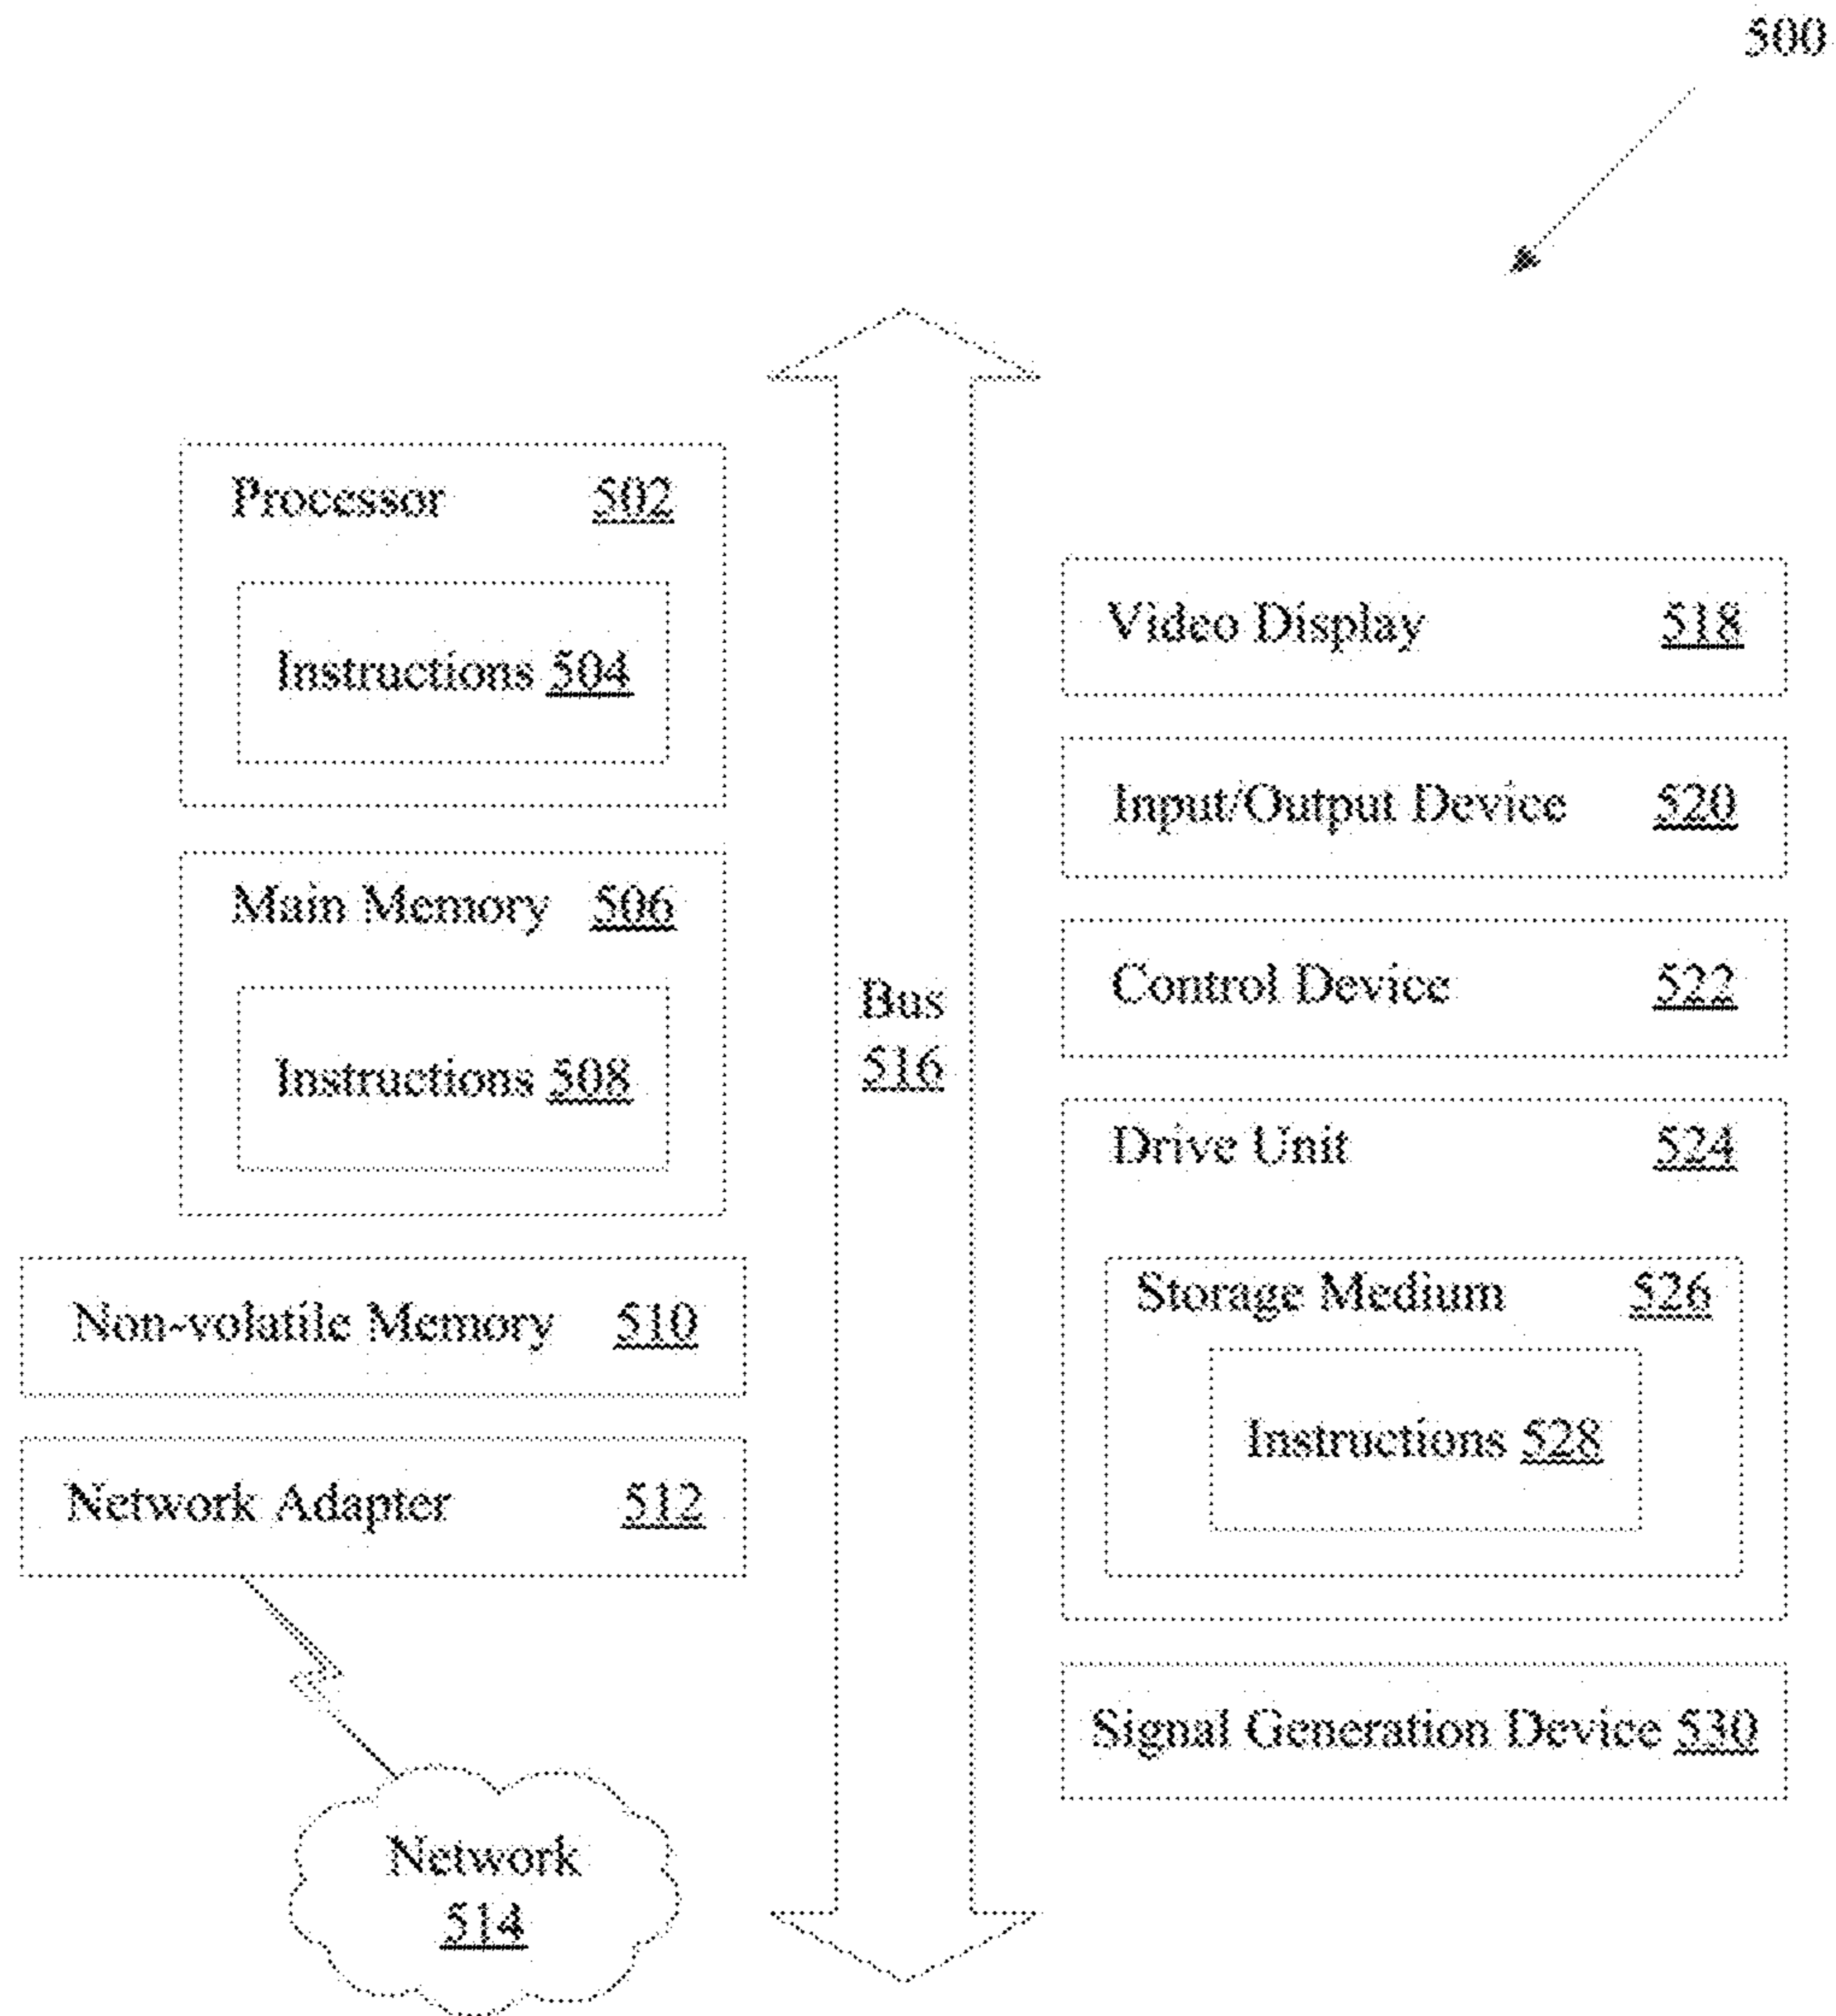 500
Processor 502
Instructions 504
Main Memory 506
Instructions 508
Non-volatile Memory 510
Network Adapter 512
Network
514
Bus
516
Video Display 518
Input/Output Device 520
Control Device 522
Drive Unit 524
Storage Medium 526
Instructions 528
Signal Generation Device 530